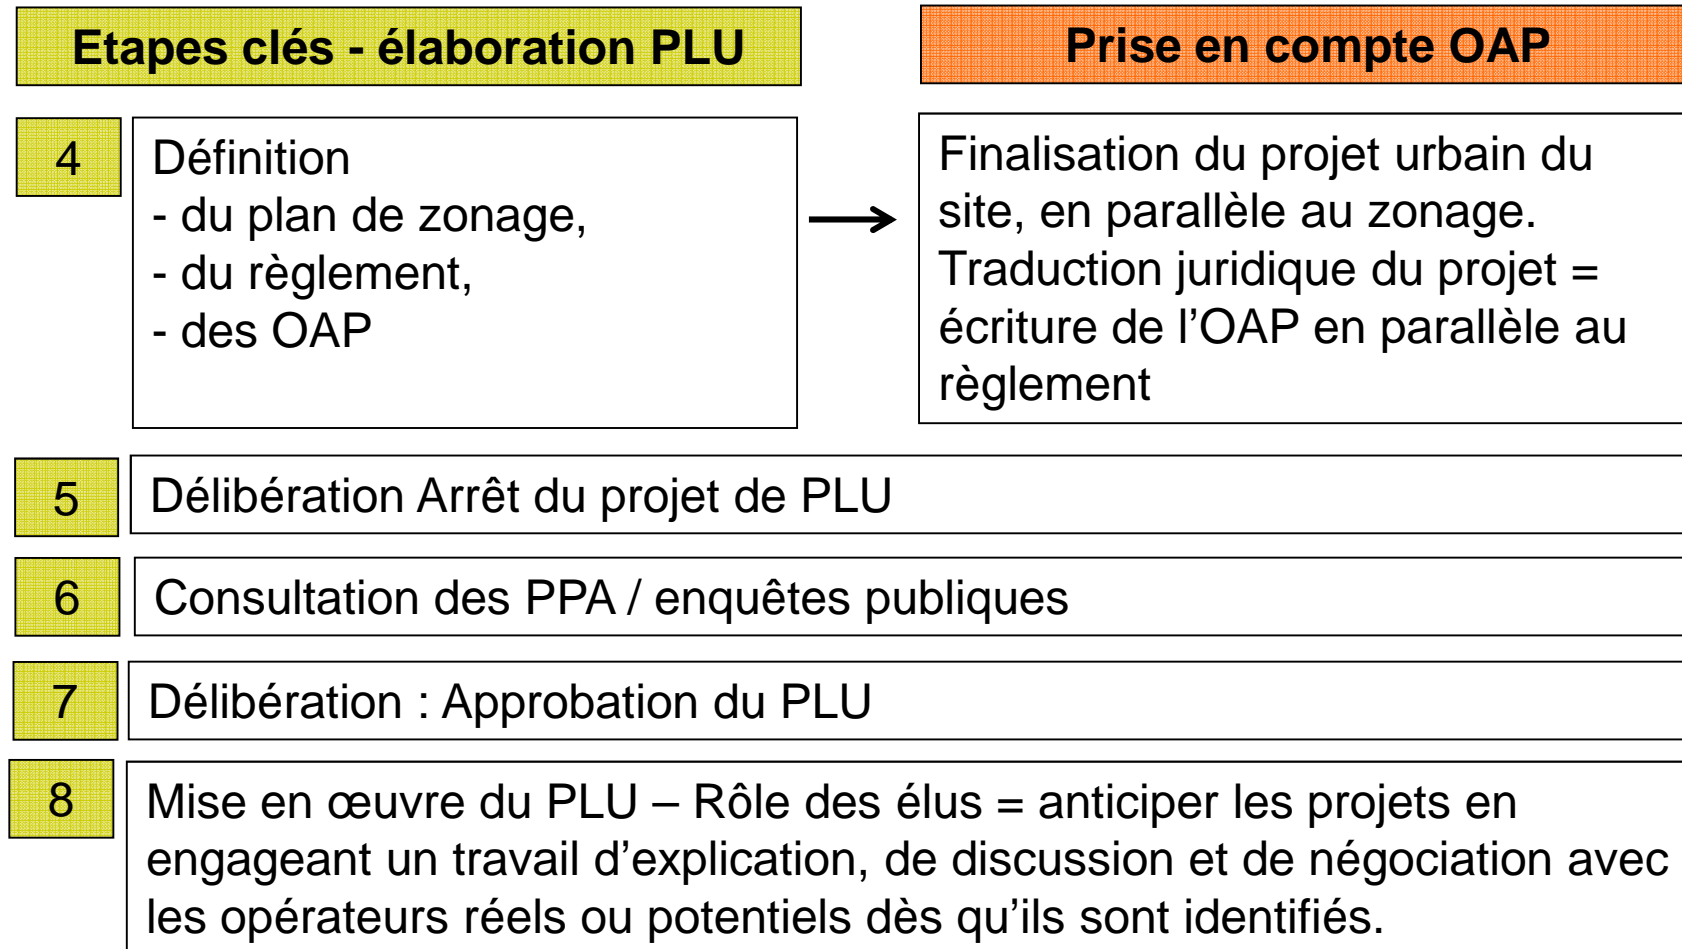 Etapes clés - élaboration PLU
Prise en compte OAP
4
Définition
- du plan de zonage,
- du règlement,
- des OAP
Finalisation du projet urbain du
site, en parallèle au zonage.
Traduction juridique du projet =
écriture de l’OAP en parallèle au
règlement
5
Délibération Arrêt du projet de PLU
6
Consultation des PPA / enquêtes publiques
7
Délibération : Approbation du PLU
8
Mise en œuvre du PLU – Rôle des élus = anticiper les projets en
engageant un travail d’explication, de discussion et de négociation avec
les opérateurs réels ou potentiels dès qu’ils sont identifiés.